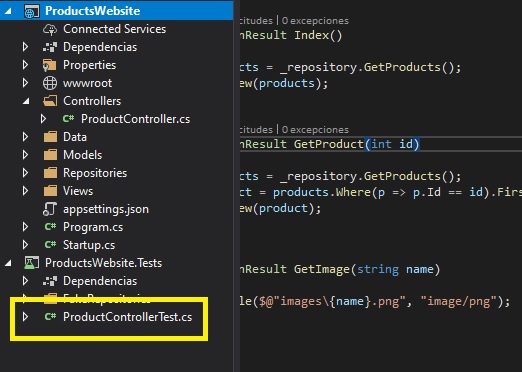 ProductsWebsite
Connected Services
Dependencias
Properties
wwwroot
Controllers
C# ProductController.cs
Data
Models
Repositories
Views
appsettings.json
C# Program.cs
C# Startup.cs
ProductsWebsite.Tests
Dependencias
FakeRepositories
C# ProductControllerTest.cs
citudes | 0 excepciones
nResult Index()
cts = _repository.GetProducts();
ew(products);
citudes | 0 excepciones
nResult GetProduct(int id)
cts = _repository.GetProducts();
ct = products.Where(p => p.Id == id).Firs
ew(product);
nResult GetImage(string name)
le($@"images\{name}.png", "image/png");